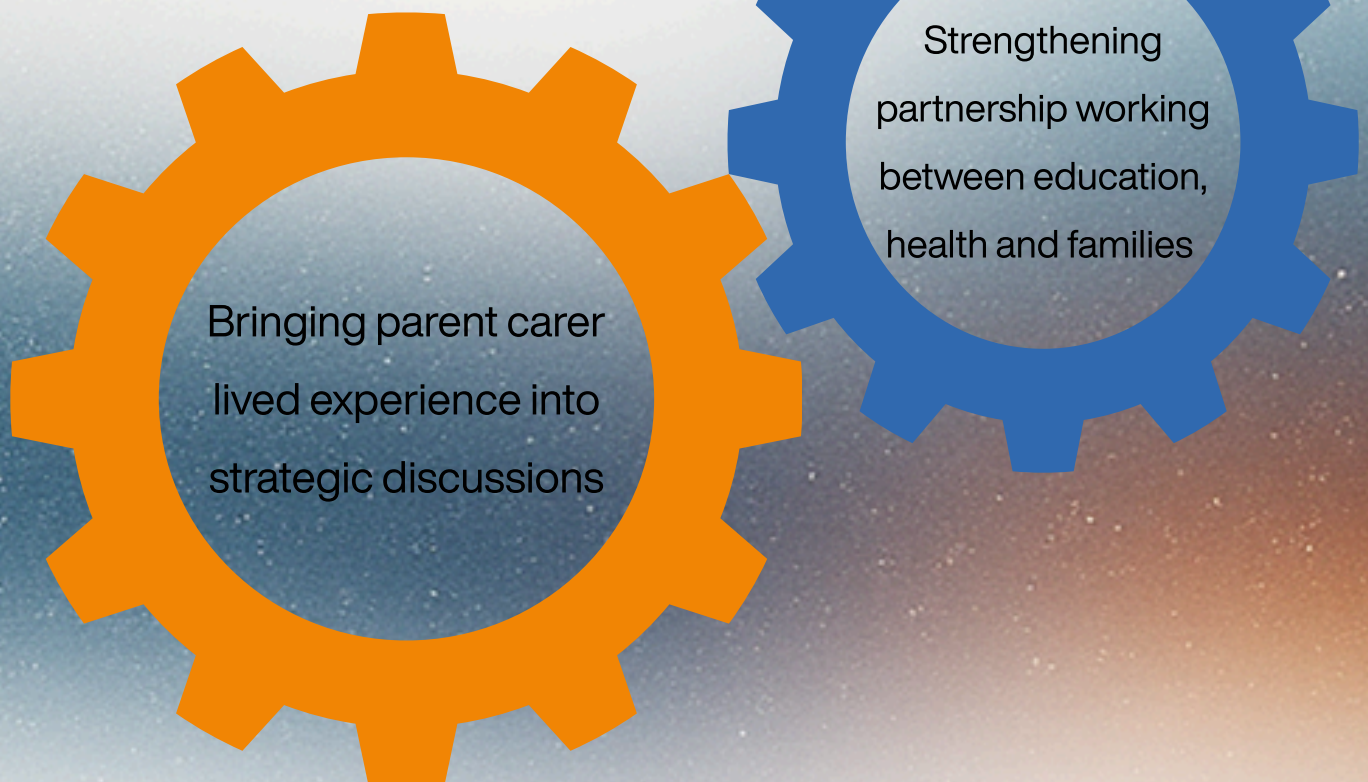 Strengthening
partnership working
between education,
health and families
Bringing parent carer
lived experience into
strategic discussions